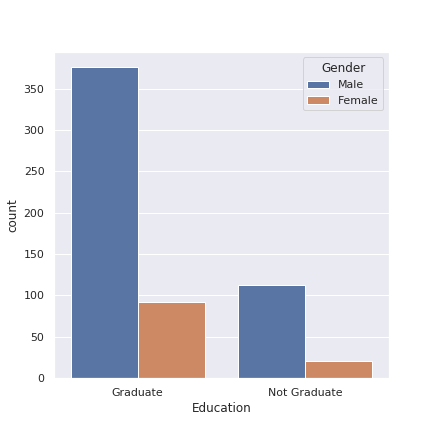 Gender
Male
Female
350
300
250
200
150
100
50
0
count
Graduate
Not Graduate
Education